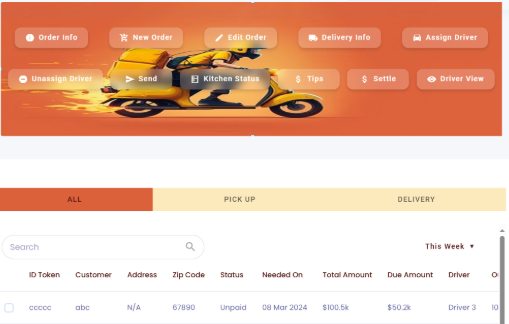 Order Info New Order Edit Order Delivery Info Assign Driver
Unassign Driver Send Kitchen Status $ Tips $ Settle Driver View
ALL PICK UP DELIVERY
Search This Week
ID Token Customer Address Zip Code Status Needed On Total Amount Due Amount Driver
ccccc abc N/A 67890 Unpaid 08 Mar 2024 $100.5k $50.2k Driver 3